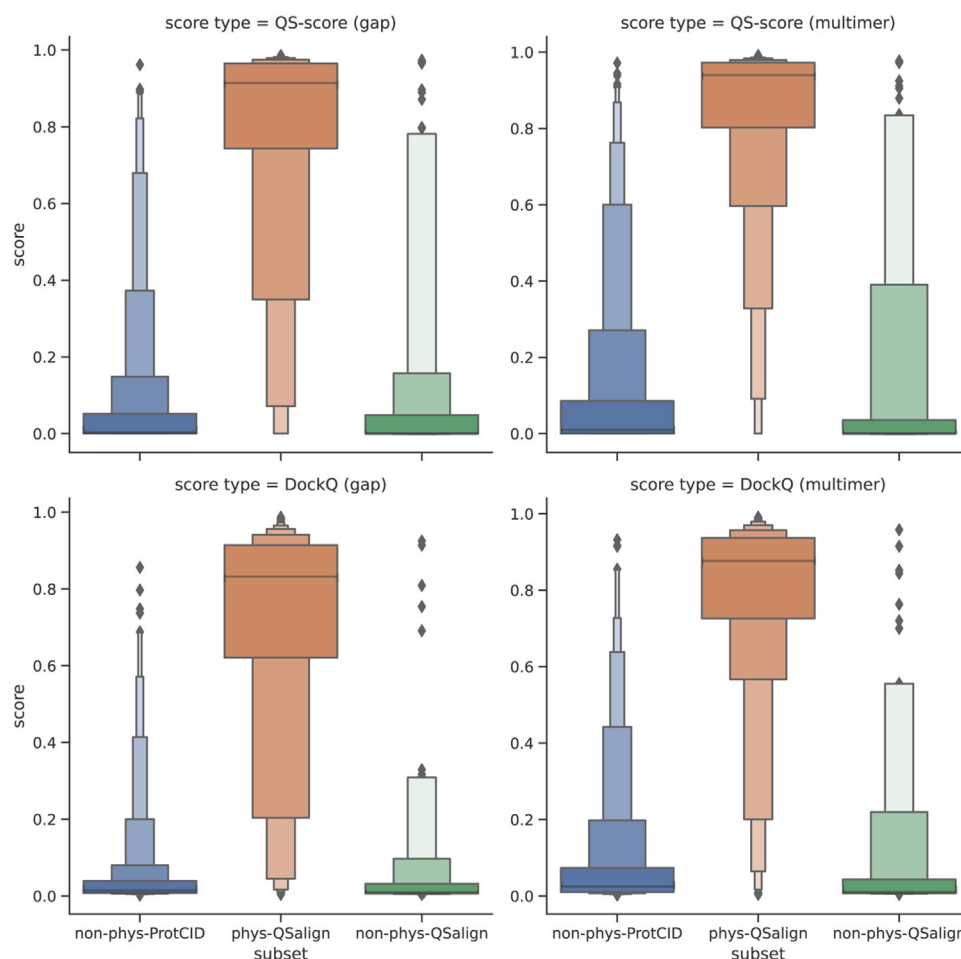 score type = QS-score (gap)
score type = QS-score (multimer)
score
1.0
0.8
0.6
0.4
0.2
0.0
1.0
0.8
0.6
0.4
0.2
0.0
score type = DockQ (gap)
score type = DockQ (multimer)
score
1.0
0.8
0.6
0.4
0.2
0.0
1.0
0.8
0.6
0.4
0.2
0.0
non-phys-ProtCID phys-QSalign non-phys-QSalign
subset
non-phys-ProtCID phys-QSalign non-phys-QSalign
subset